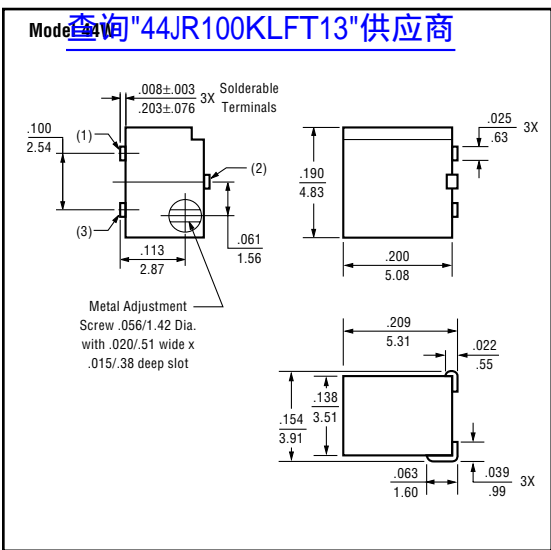 Model 44W
查询"44JR100KLFT13"供应商
.008±.003
.203±.076
3X
Solderable
Terminals
.100
2.54
(1)
(2)
(3)
.113
2.87
.061
1.56
Metal Adjustment
Screw .056/1.42 Dia.
with .020/.51 wide x
.015/.38 deep slot
.025
.63
3X
.190
4.83
.200
5.08
.209
5.31
.022
.55
.154
3.91
.138
3.51
.063
1.60
.039
.99
3X